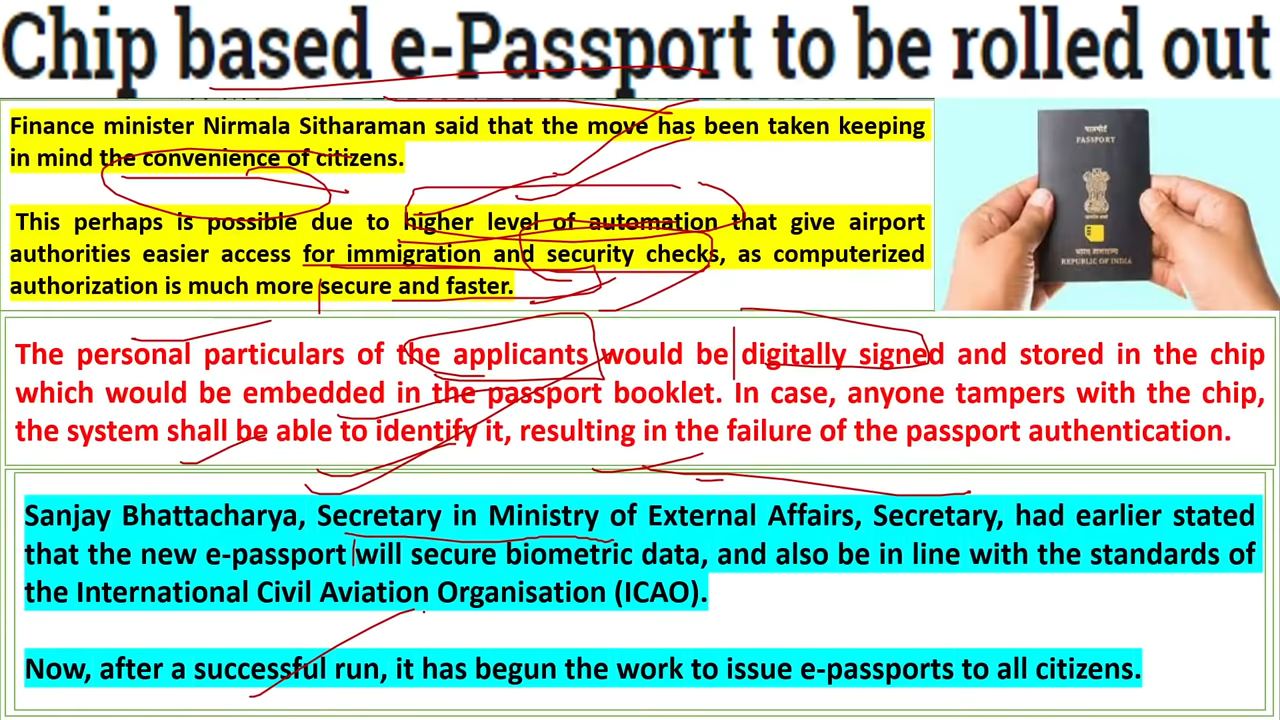 Chip based e-Passport to be rolled out
Finance minister Nirmala Sitharaman said that the move has been taken keeping
in mind the convenience of citizens.
This perhaps is possible due to higher level of automation that give airport
authorities easier access for immigration and security checks, as computerized
authorization is much more secure and faster.
पासपोर्ट
PASSPORT
भारत गणराज्य
REPUBLIC OF INDIA
The personal particulars of the applicants would be digitally signed and stored in the chip
which would be embedded in the passport booklet. In case, anyone tampers with the chip,
the system shall be able to identify it, resulting in the failure of the passport authentication.
Sanjay Bhattacharya, Secretary in Ministry of External Affairs, Secretary, had earlier stated
that the new e-passport will secure biometric data, and also be in line with the standards of
the International Civil Aviation Organisation (ICAO).
Now, after a successful run, it has begun the work to issue e-passports to all citizens.